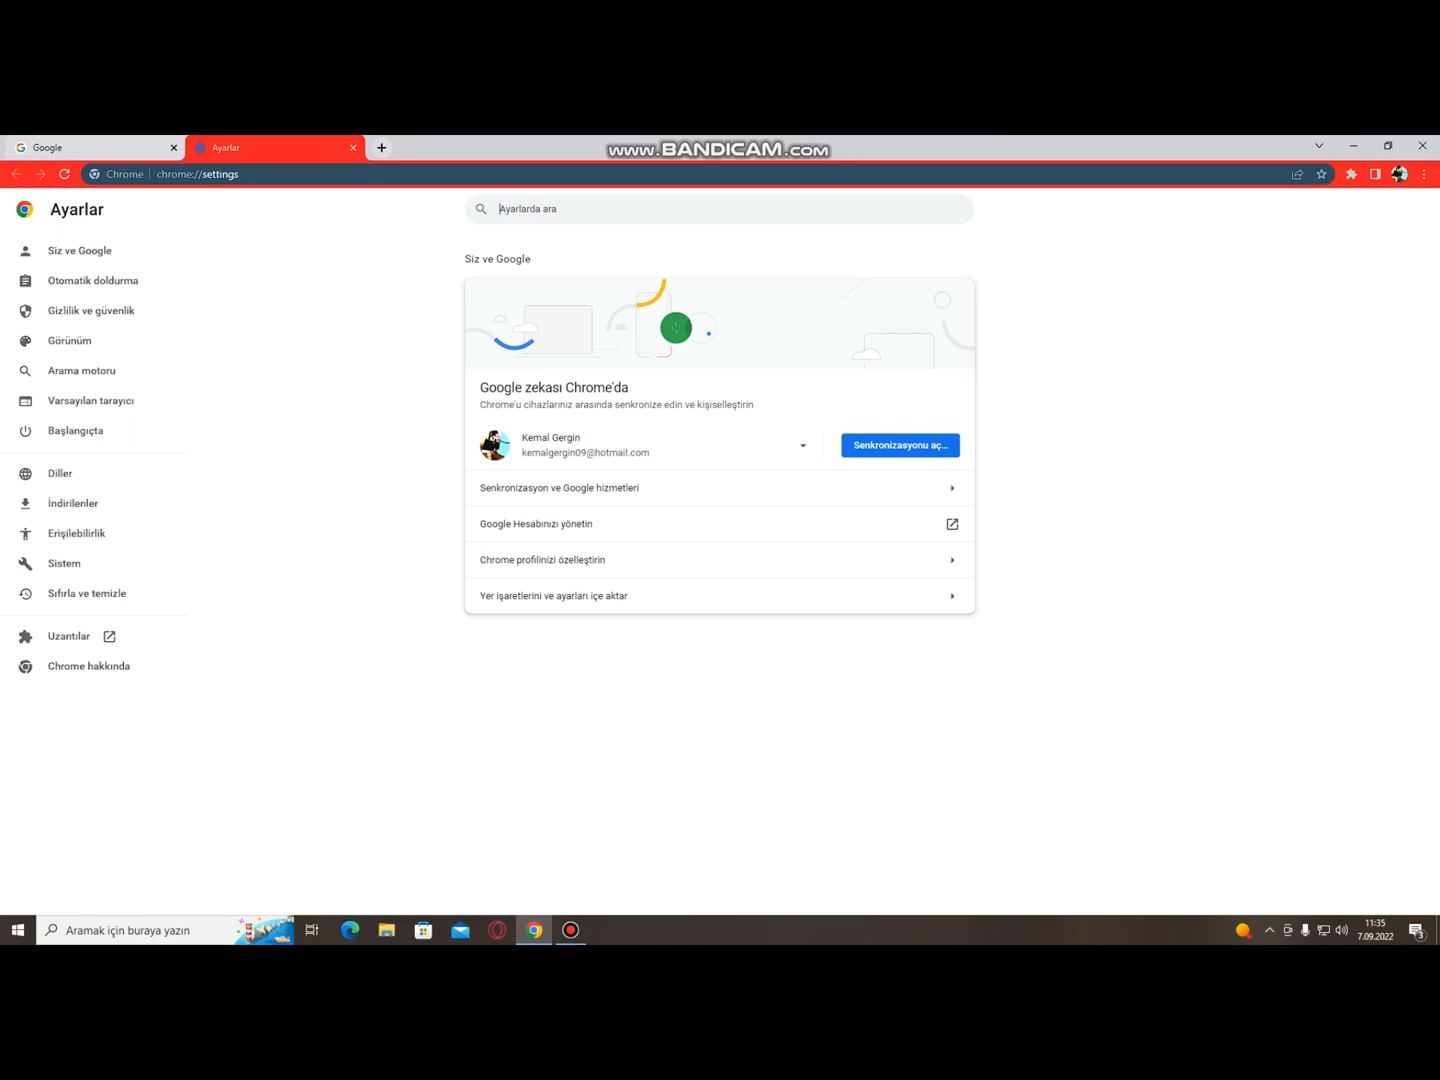 Google
Ayarlar
www.BANDICAM.com
Chrome
chrome://settings
Ayarlar
Ayarlarda ara
Siz ve Google
Otomatik doldurma
Gizlilik ve güvenlik
Görünüm
Arama motoru
Varsayılan tarayıcı
Başlangıçta
Diller
İndirilenler
Erişilebilirlik
Sistem
Sıfırla ve temizle
Uzantılar
Chrome hakkında
Siz ve Google
Google zekası Chrome'da
Chrome'u cihazlarınız arasında senkronize edin ve kişiselleştirin
Kemal Gergin
kemalgergin09@hotmail.com
Senkronizasyonu aç...
Senkronizasyon ve Google hizmetleri
Google Hesabınızı yönetin
Chrome profilinizi özelleştirin
Yer işaretlerini ve ayarları içe aktar
Aramak için buraya yazın
11:35
7.09.2022
3